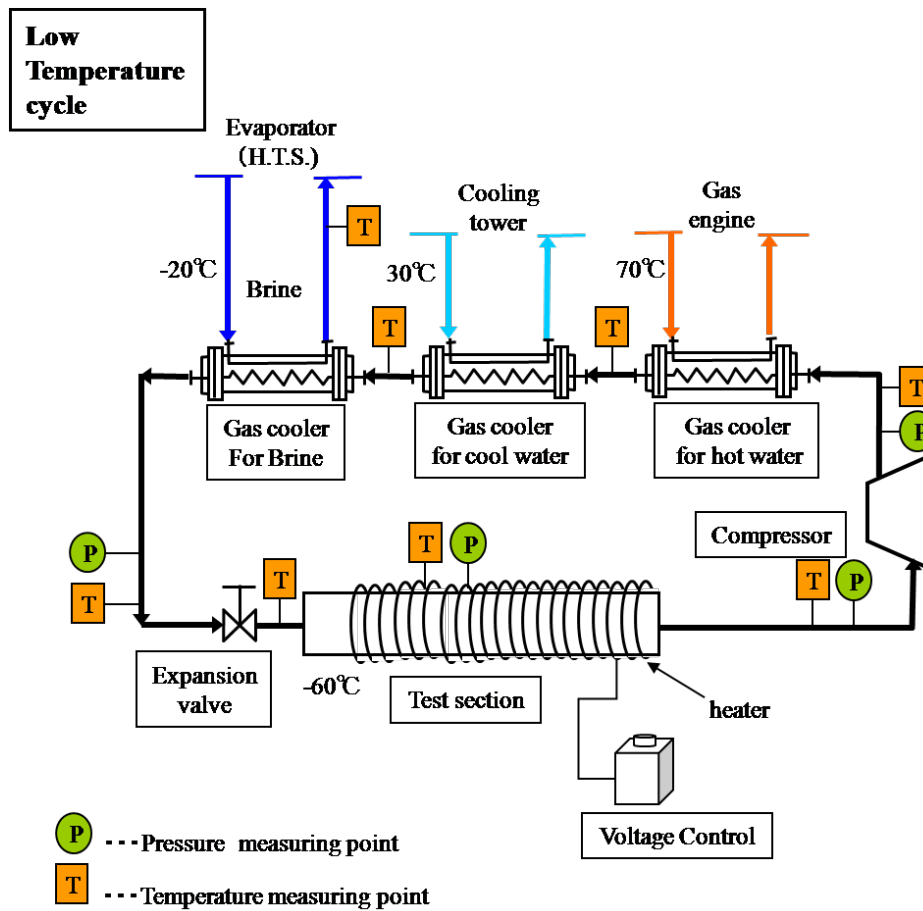 Low
Temperature
cycle
Evaporator
(H.T.S.)
Cooling
tower
Gas
engine
T
-20℃
30℃
70℃
Brine
T
T
T
P
Gas cooler
For Brine
Gas cooler
for cool water
Gas cooler
for hot water
Compressor
P
T
T
T
P
T
P
Expansion
valve
-60℃
Test section
heater
Voltage Control
P
---Pressure measuring point
T
---Temperature measuring point